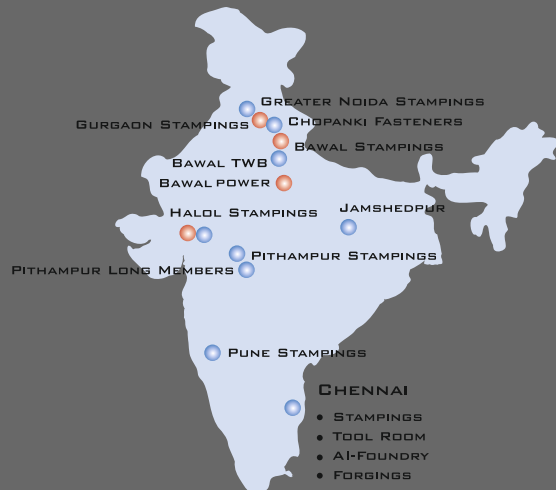 GREATER NOIDA STAMPINGS
GURGAON STAMPINGS
CHOPANKI FASTENERS
BAWAL STAMPINGS
BAWAL TWB
BAWAL POWER
HALOL STAMPINGS
JAMSHEDPUR
PITHAMPUR STAMPINGS
PITHAMPUR LONG MEMBERS
PUNE STAMPINGS
CHENNAI
• STAMPINGS
• TOOL ROOM
• AI-FOUNDRY
• FORGINGS